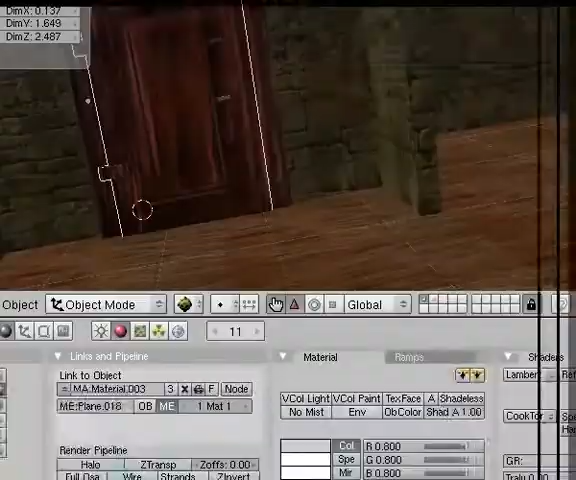 DimX: 0.137
DimY: 1.649
DimZ: 2.487
Object
Object Mode
Global
11
Links and Pipeline
Link to Object
MA:Material.003
3
F
Node
ME:Plane.018
OB
ME
1 Mat 1
Render Pipeline
Halo
ZTransp
Zoffs: 0.00
Full Osa
Wire
Strands
ZInvert
Material
Ramps
VCol Light
VCol Paint
TexFace
A
Shadeless
No Mist
Env
ObColor
Shad A 1.00
Col
R 0.800
Spe
G 0.800
Mir
B 0.800
Shaders
Lambert
GR: